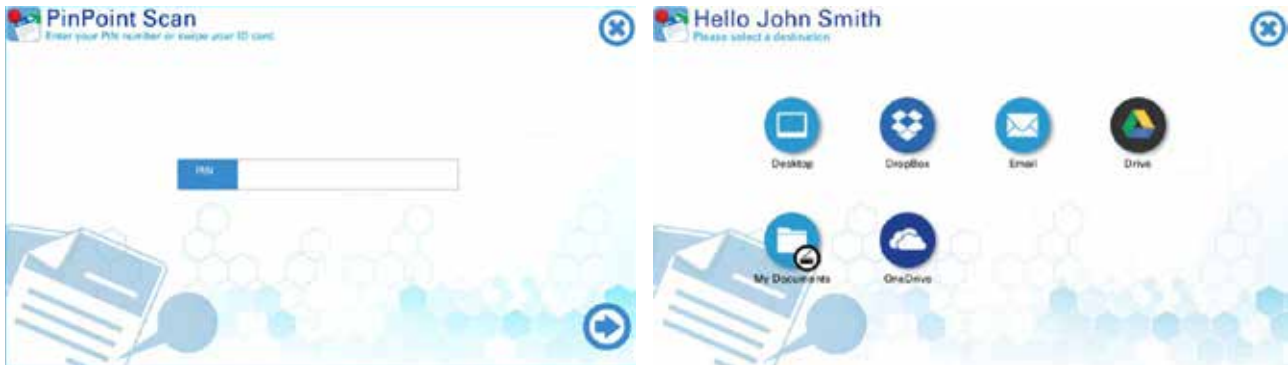 PinPoint Scan
Enter your PIN number or swipe your ID card.
PIN
Hello John Smith
Please select a destination
Desktop
DropBox
Email
Drive
My Documents
OneDrive